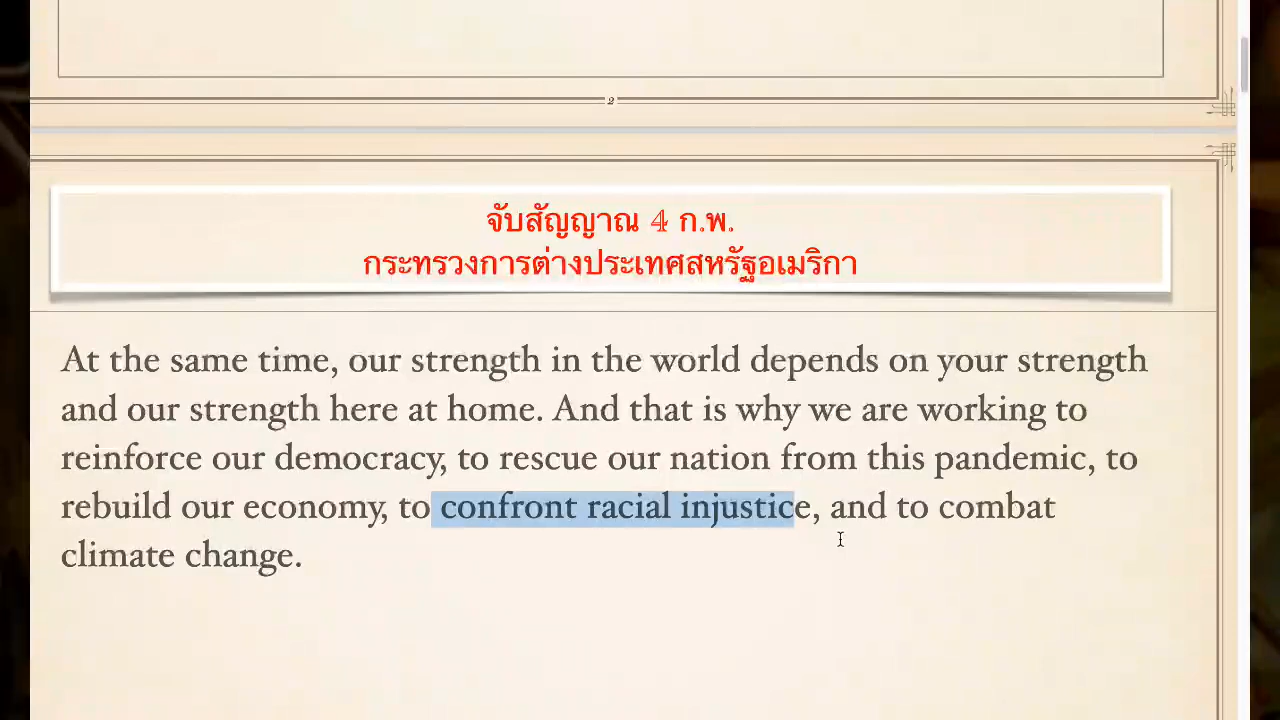 2
จับสัญญาณ 4 ก.พ.
กระทรวงการต่างประเทศสหรัฐอเมริกา
At the same time, our strength in the world depends on your strength
and our strength here at home. And that is why we are working to
reinforce our democracy, to rescue our nation from this pandemic, to
rebuild our economy, to confront racial injustice, and to combat
climate change.